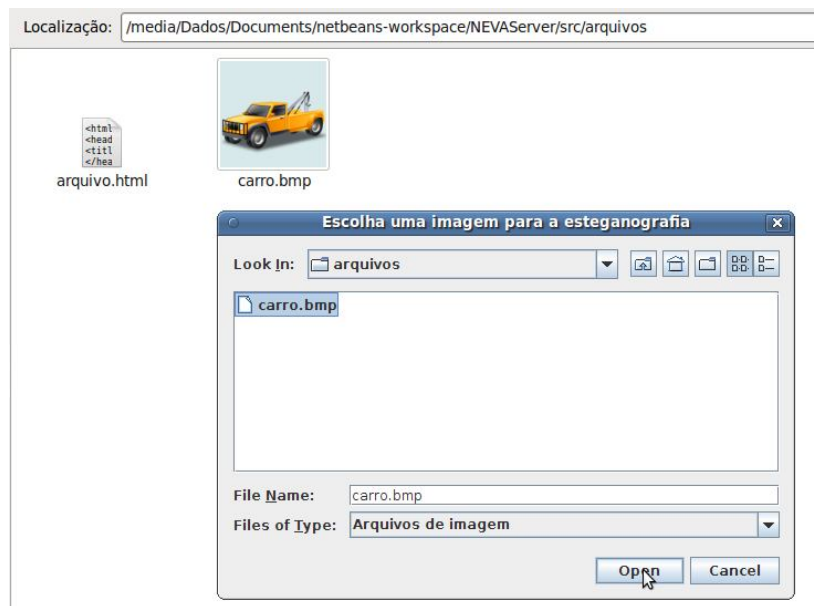 Localização: /media/Dados/Documents/netbeans-workspace/NEVAServer/src/arquivos
<html
<head
<titl
</hea
arquivo.html
carro.bmp
Escolha uma imagem para a esteganografia
Look In: arquivos
carro.bmp
File Name: carro.bmp
Files of Type: Arquivos de imagem
Open Cancel